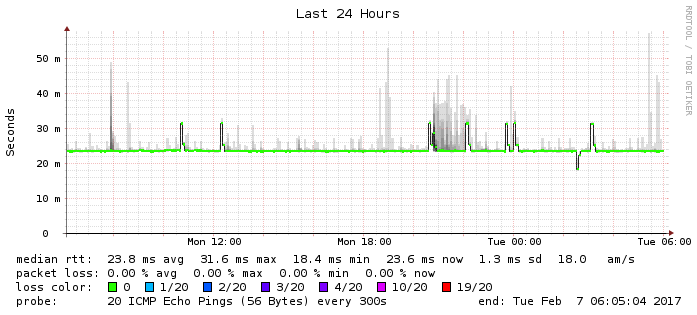 Last 24 Hours
RRDTOOL / TOBI OETIKER
Seconds
50 m
40 m
30 m
20 m
10 m
0
Mon 12:00 Mon 18:00 Tue 00:00 Tue 06:00
median rtt: 23.8 ms avg 31.6 ms max 18.4 ms min 23.6 ms now 1.3 ms sd 18.0 am/s
packet loss: 0.00 % avg 0.00 % max 0.00 % min 0.00 % now
loss color: 0 1/20 2/20 3/20 4/20 10/20 19/20
probe: 20 ICMP Echo Pings (56 Bytes) every 300s end: Tue Feb 7 06:05:04 2017